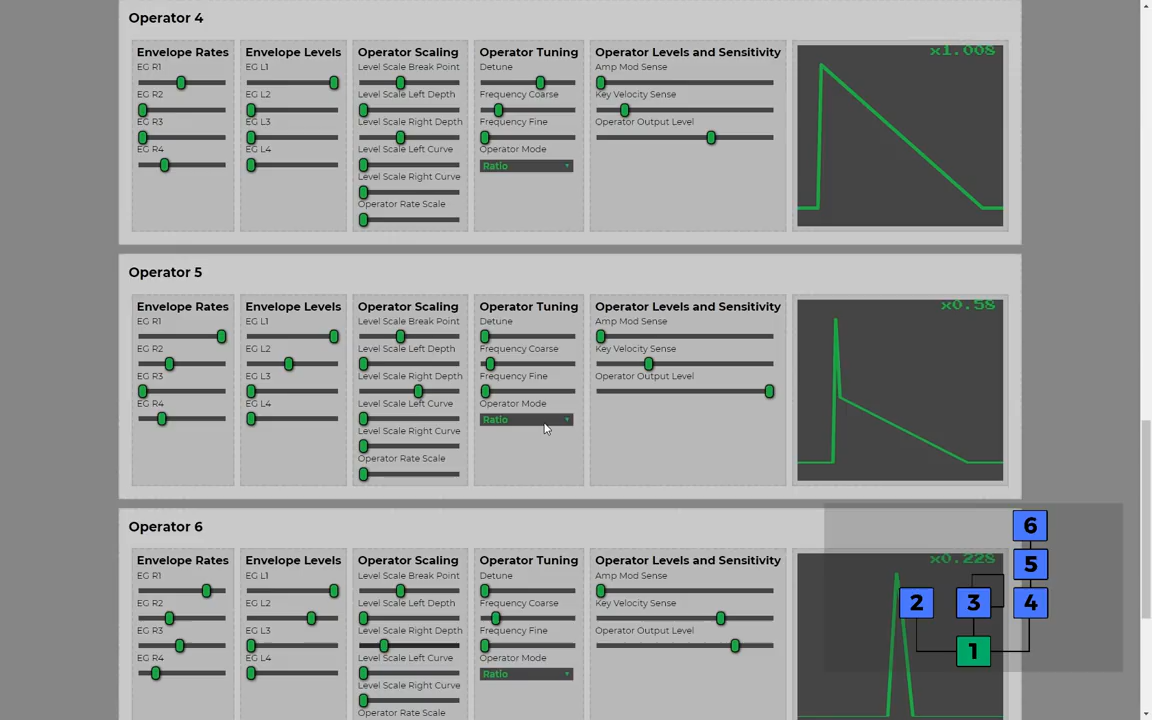 Operator 4
Envelope Rates
EG R1
EG R2
EG R3
EG R4
Envelope Levels
EG L1
EG L2
EG L3
EG L4
Operator Scaling
Level Scale Break Point
Level Scale Left Depth
Level Scale Right Depth
Level Scale Left Curve
Level Scale Right Curve
Operator Rate Scale
Operator Tuning
Detune
Frequency Coarse
Frequency Fine
Operator Mode
Ratio
Operator Levels and Sensitivity
Amp Mod Sense
Key Velocity Sense
Operator Output Level
x1.008
Operator 5
Envelope Rates
EG R1
EG R2
EG R3
EG R4
Envelope Levels
EG L1
EG L2
EG L3
EG L4
Operator Scaling
Level Scale Break Point
Level Scale Left Depth
Level Scale Right Depth
Level Scale Left Curve
Level Scale Right Curve
Operator Rate Scale
Operator Tuning
Detune
Frequency Coarse
Frequency Fine
Operator Mode
Ratio
Operator Levels and Sensitivity
Amp Mod Sense
Key Velocity Sense
Operator Output Level
x0.58
Operator 6
Envelope Rates
EG R1
EG R2
EG R3
EG R4
Envelope Levels
EG L1
EG L2
EG L3
EG L4
Operator Scaling
Level Scale Break Point
Level Scale Left Depth
Level Scale Right Depth
Level Scale Left Curve
Level Scale Right Curve
Operator Rate Scale
Operator Tuning
Detune
Frequency Coarse
Frequency Fine
Operator Mode
Ratio
Operator Levels and Sensitivity
Amp Mod Sense
Key Velocity Sense
Operator Output Level
x0.228
6
5
2 3 4
1